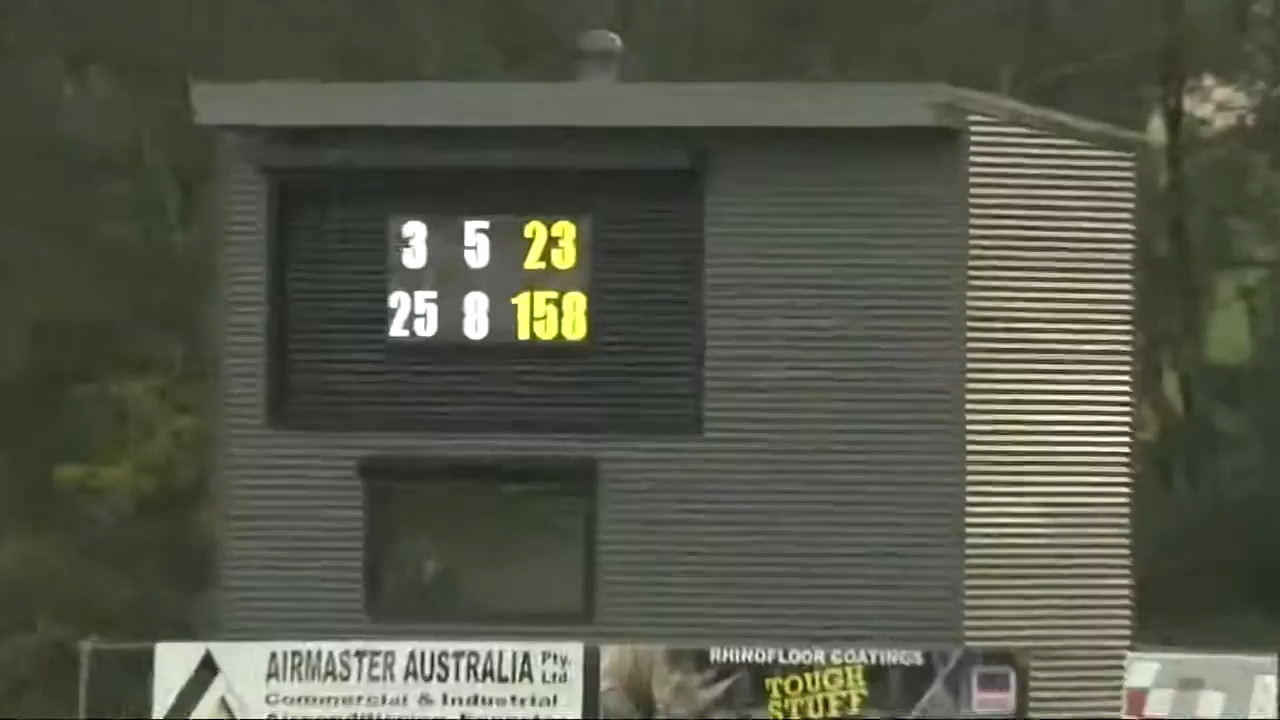 3 5 23
25 8 158
AIRMASTER AUSTRALIA Pty. Ltd.
Commercial & Industrial
RHINOFLOOR COATINGS
TOUGH
STUFF